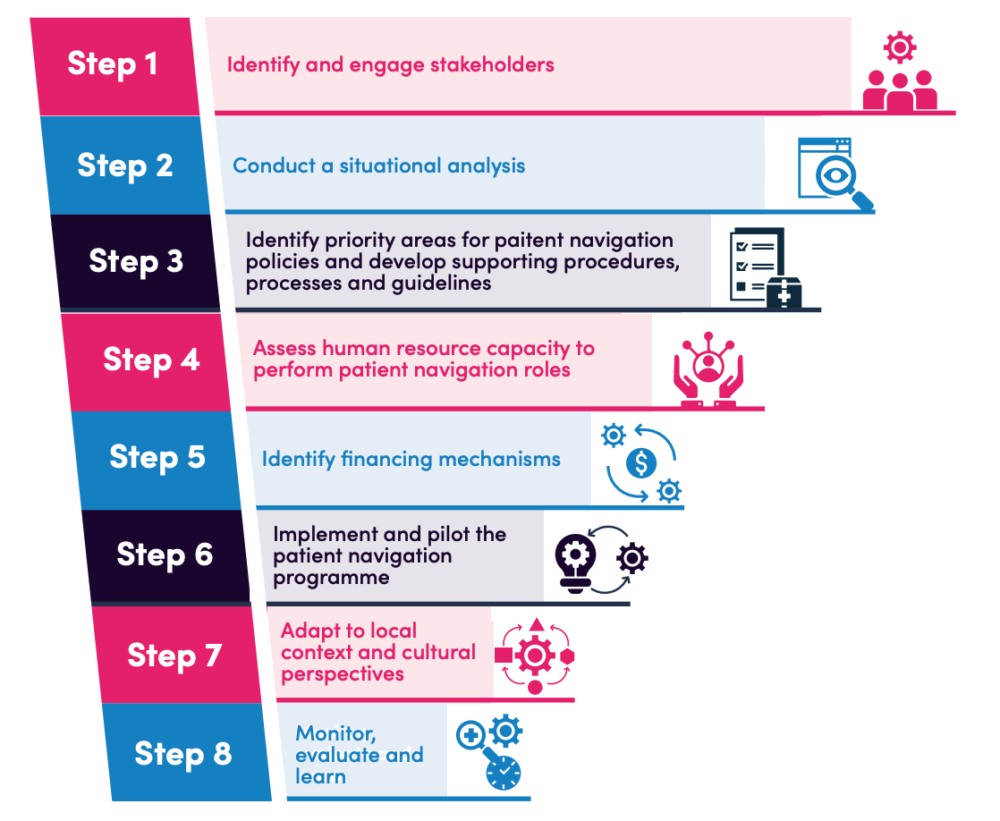 Step 1
Identify and engage stakeholders
Step 2
Conduct a situational analysis
Step 3
Identify priority areas for paitent navigation
policies and develop supporting procedures,
processes and guidelines
Step 4
Assess human resource capacity to
perform patient navigation roles
Step 5
Identify financing mechanisms
$
Step 6
Implement and pilot the
patient navigation
programme
Step 7
Adapt to local
context and cultural
perspectives
Step 8
Monitor,
evaluate and
learn